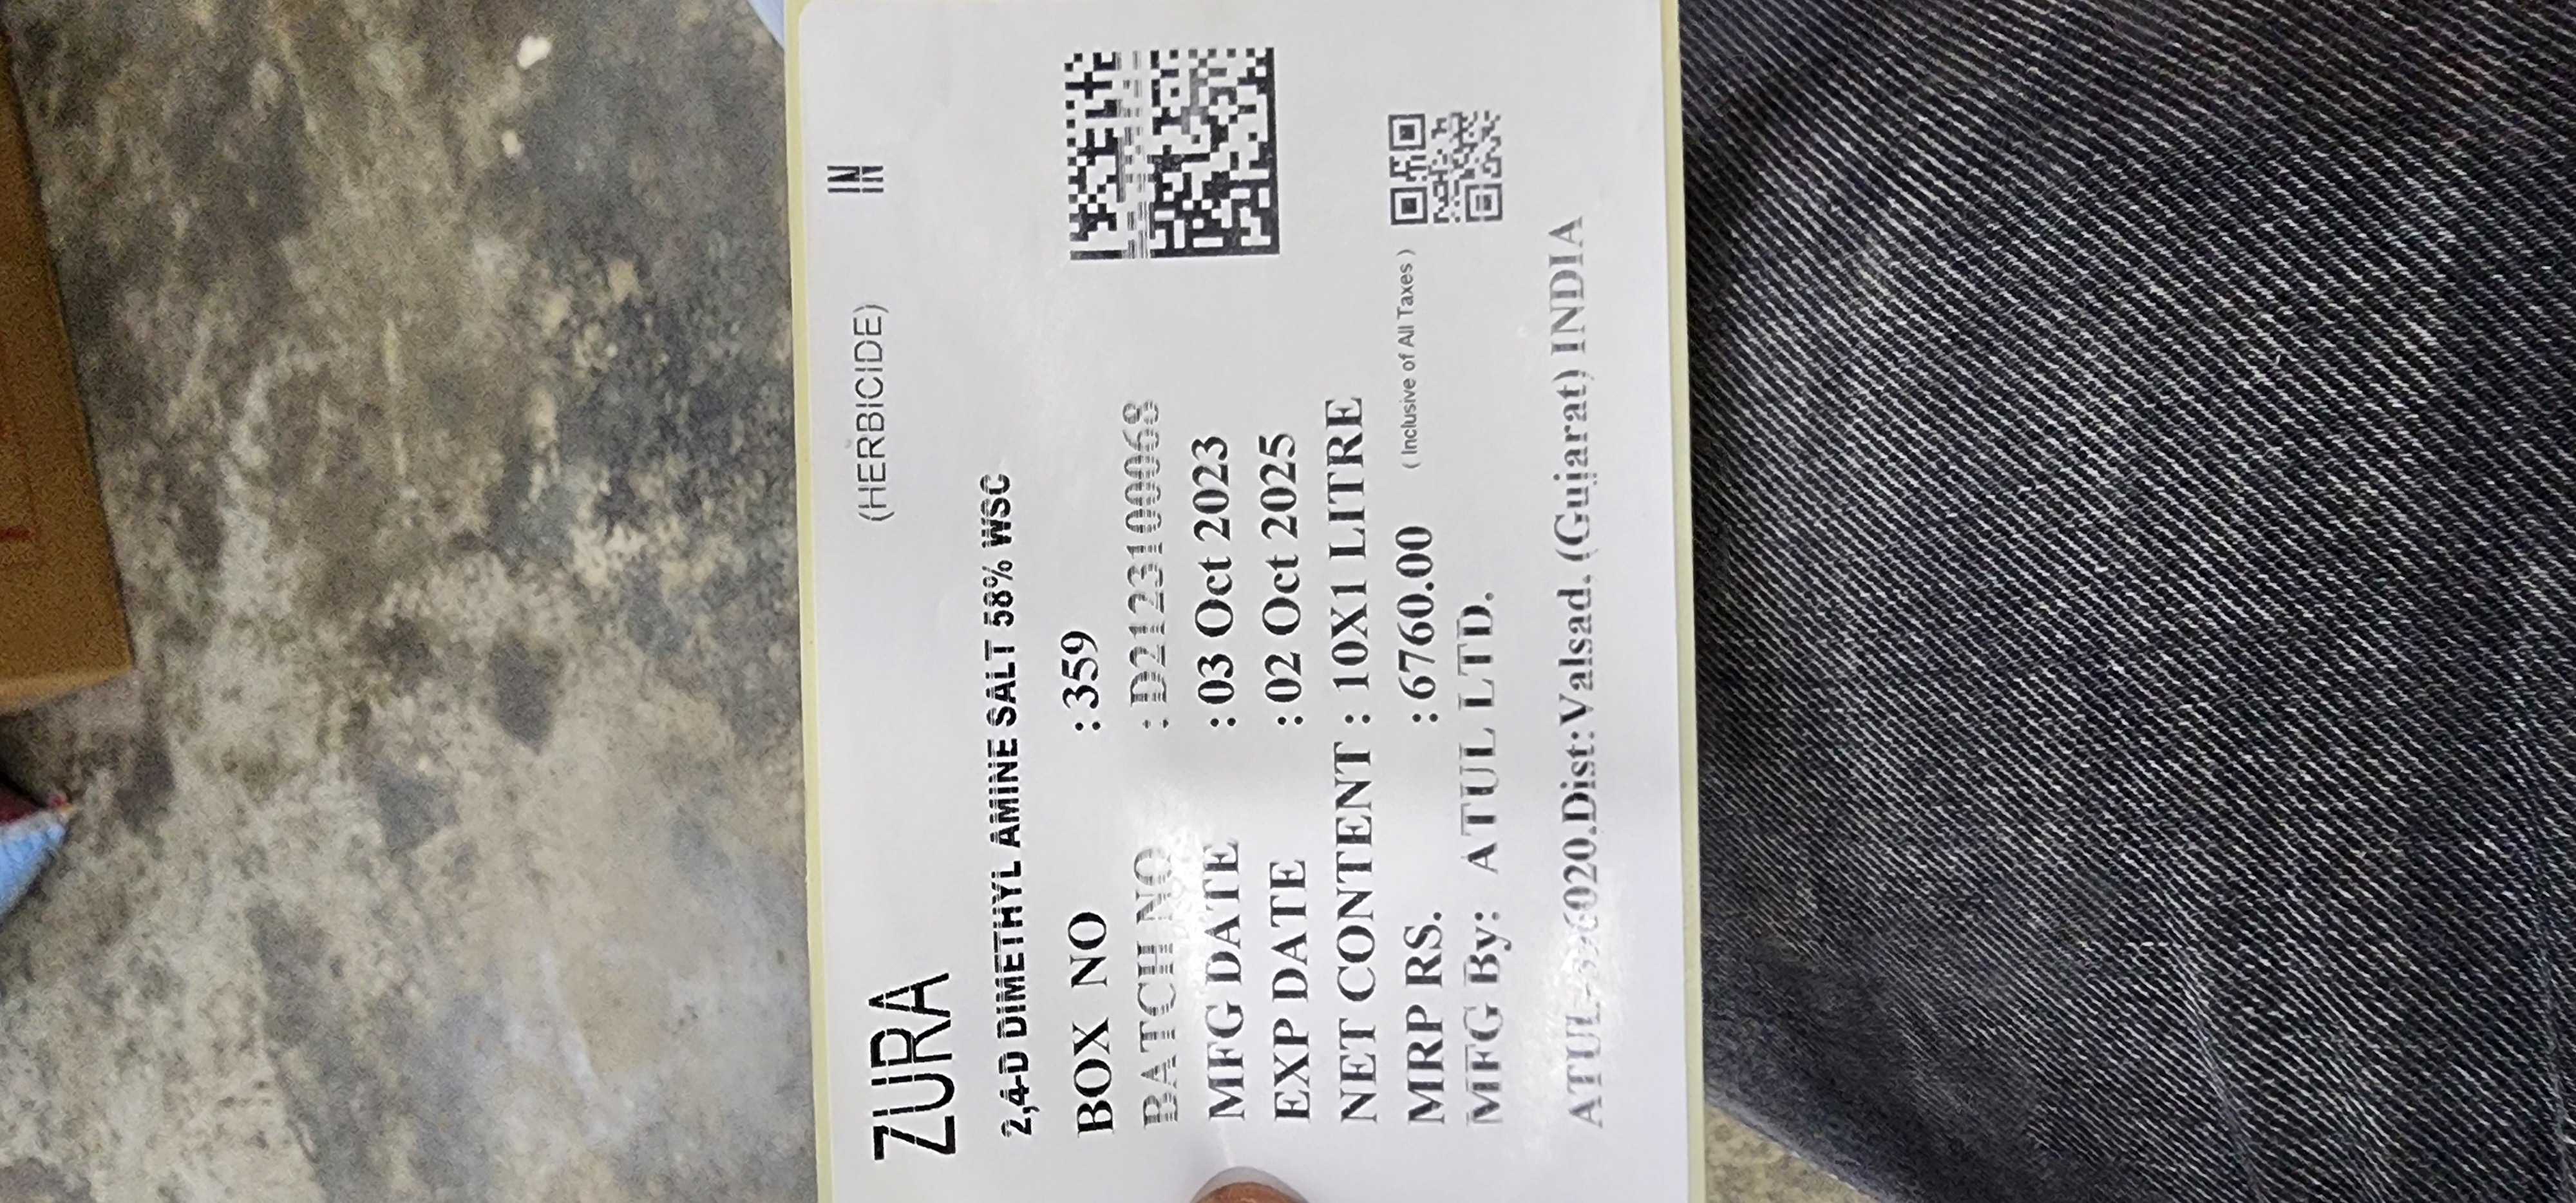 ZURA (HERBICIDE) IN
2,4-D DIMETHYL AMINE SALT 58% WSC
BOX NO : 359
BATCH NO : D2123100068
MFG DATE : 03 Oct 2023
EXP DATE : 02 Oct 2025
NET CONTENT : 10X1 LITRE
MRP RS. : 6760.00 ( Inclusive of All Taxes )
MFG By: ATUL LTD.
ATUL-396020,Dist:Valsad, (Gujarat) INDIA